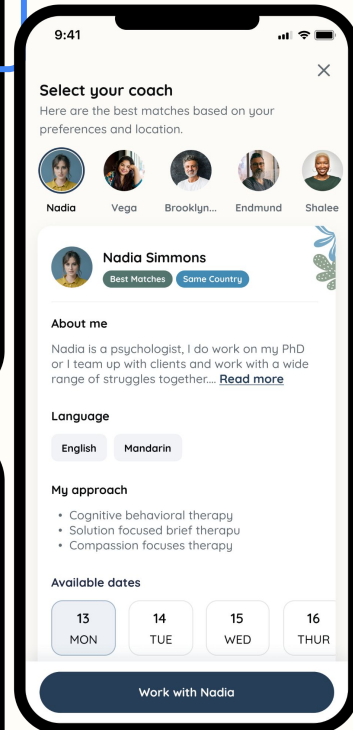 9:41
Select your coach
Here are the best matches based on your
preferences and location.
Nadia Vega Brooklyn... Endmund Shalee
Nadia Simmons
Best Matches Same Country
About me
Nadia is a psychologist, I do work on my PhD
or I team up with clients and work with a wide
range of struggles together.... Read more
Language
English Mandarin
My approach
• Cognitive behavioral therapy
• Solution focused brief therapu
• Compassion focuses therapy
Available dates
13 14 15 16
MON TUE WED THUR
Work with Nadia